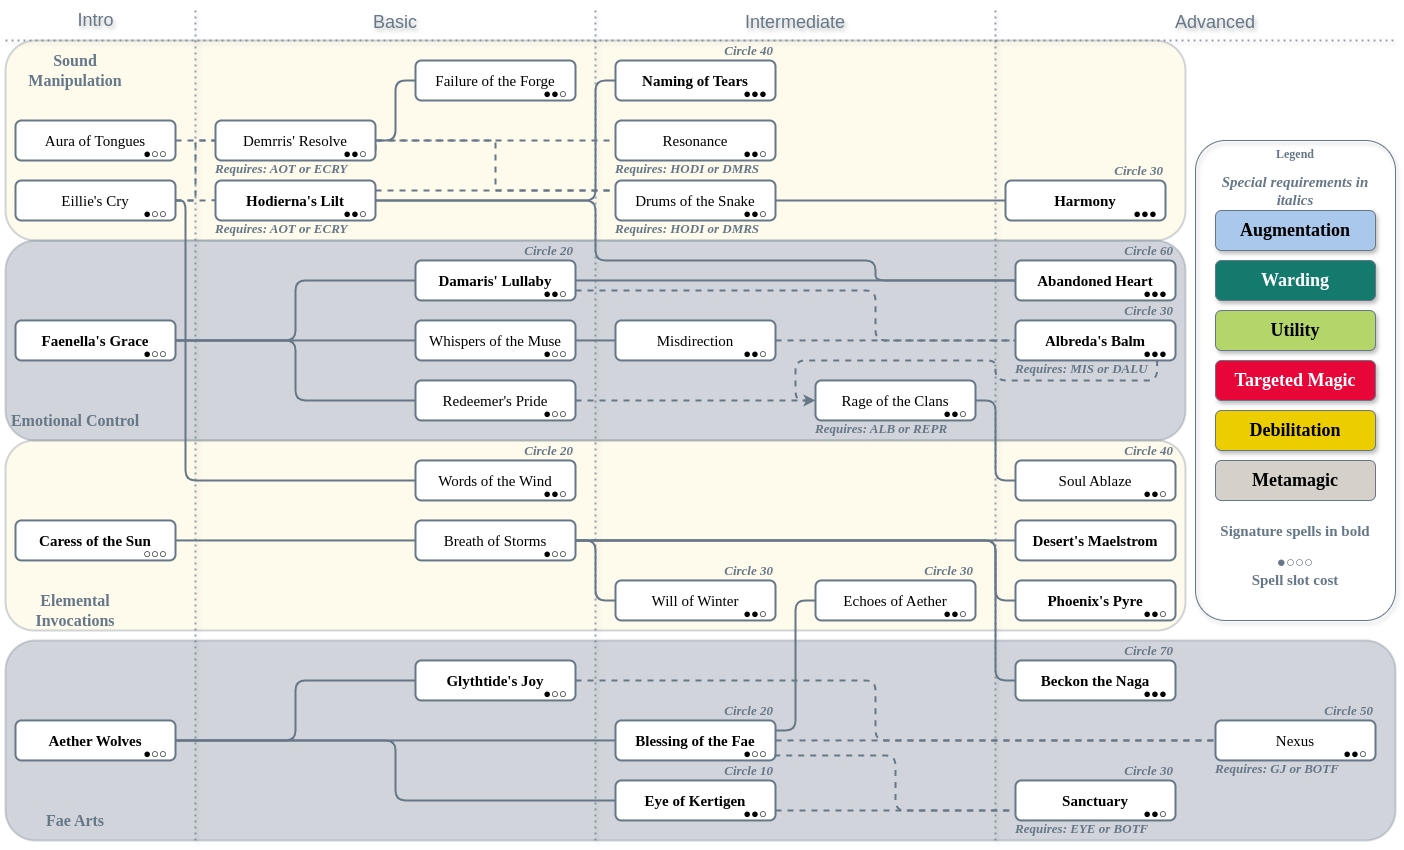 Intro
Basic
Intermediate
Advanced
Sound
Manipulation
Circle 40
Failure of the Forge
●●○
Naming of Tears
●●●
Aura of Tongues
●○○
Demrris' Resolve
●●○
Requires: AOT or ECRY
Resonance
●●○
Requires: HODI or DMRS
Circle 30
Eillie's Cry
●○○
Hodierna's Lilt
●●○
Requires: AOT or ECRY
Drums of the Snake
●●○
Requires: HODI or DMRS
Harmony
●●●
Circle 20
Damaris' Lullaby
●●○
Circle 60
Abandoned Heart
●●●
Faenella's Grace
●○○
Whispers of the Muse
●○○
Misdirection
●●○
Circle 30
Albreda's Balm
●●●
Requires: MIS or DALU
Redeemer's Pride
●○○
Rage of the Clans
●●○
Requires: ALB or REPR
Emotional Control
Circle 20
Words of the Wind
●●○
Circle 40
Soul Ablaze
●●○
Caress of the Sun
○○○
Breath of Storms
●○○
Desert's Maelstrom
Circle 30
Will of Winter
●●○
Circle 30
Echoes of Aether
●●○
Phoenix's Pyre
●●○
Elemental
Invocations
Glythtide's Joy
●○○
Circle 70
Beckon the Naga
●●●
Aether Wolves
●○○
Circle 20
Blessing of the Fae
●○○
Circle 50
Nexus
●●○
Requires: GJ or BOTF
Circle 10
Eye of Kertigen
●●○
Circle 30
Sanctuary
●●○
Requires: EYE or BOTF
Fae Arts
Legend
Special requirements in
italics
Augmentation
Warding
Utility
Targeted Magic
Debilitation
Metamagic
Signature spells in bold
●○○○
Spell slot cost